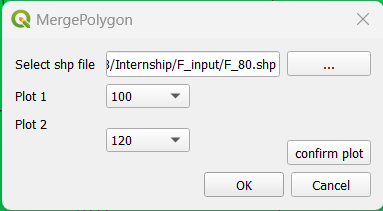 MergePolygon
Select shp file 3/Internship/F_input/F_80.shp ...
Plot 1 100
Plot 2
120
confirm plot
OK Cancel